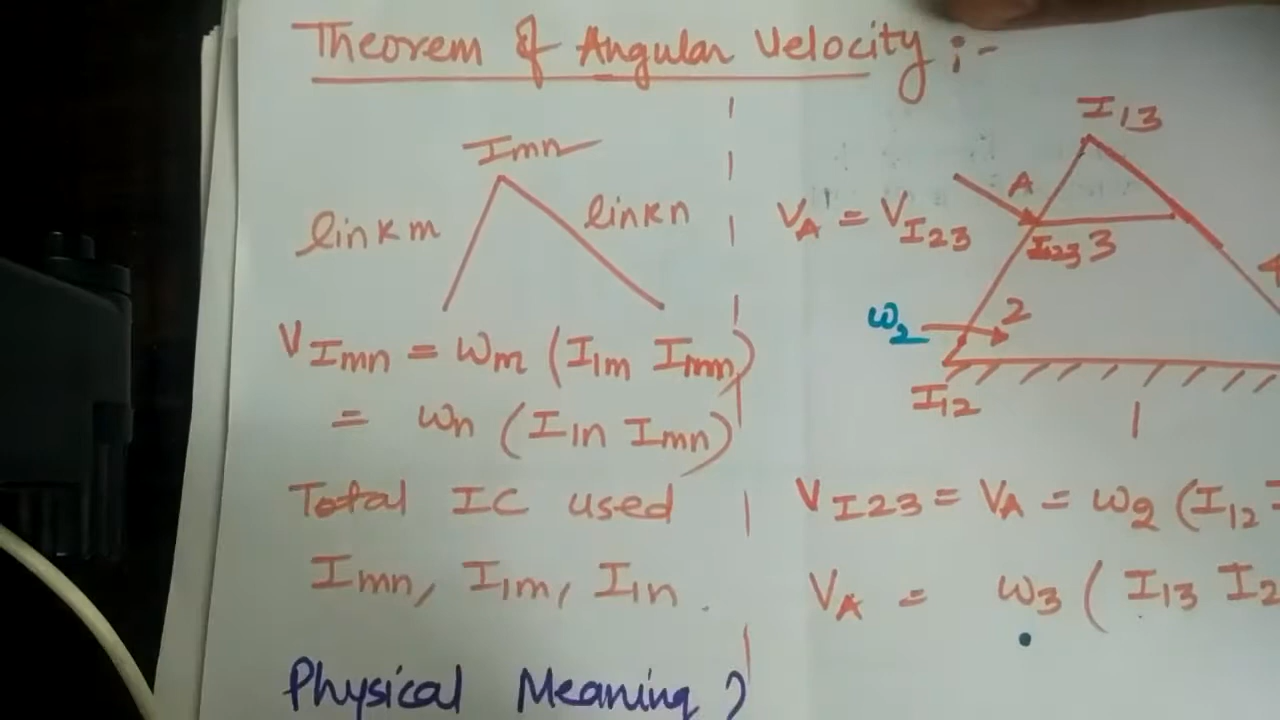 Theorem of Angular Velocity :-
Imn
link m
link n
VImn = ωm (I1m Imn)
= ωn (I1n Imn)
Total IC used
Imn, I1m, I1n.
Physical Meaning?
I13
A
VA = VI23
I23 3
ω2
2
I12
1
VI23 = VA = ω2 (I12
VA = ω3 ( I13 I2